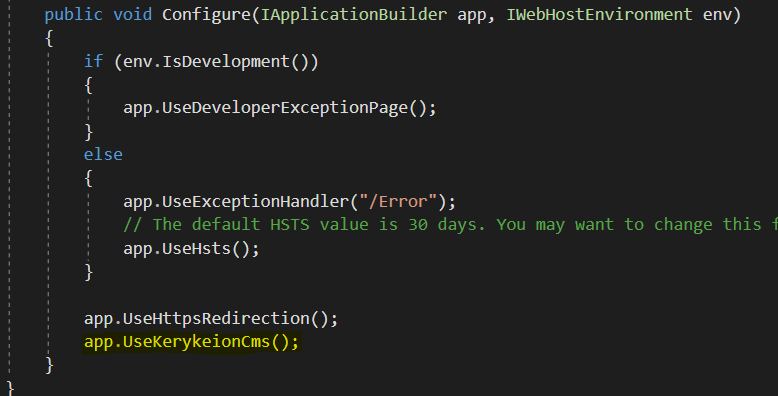 public void Configure(IApplicationBuilder app, IWebHostEnvironment env)
{
if (env.IsDevelopment())
{
app.UseDeveloperExceptionPage();
}
else
{
app.UseExceptionHandler("/Error");
// The default HSTS value is 30 days. You may want to change this f
app.UseHsts();
}
app.UseHttpsRedirection();
app.UseKerykeionCms();
}
}